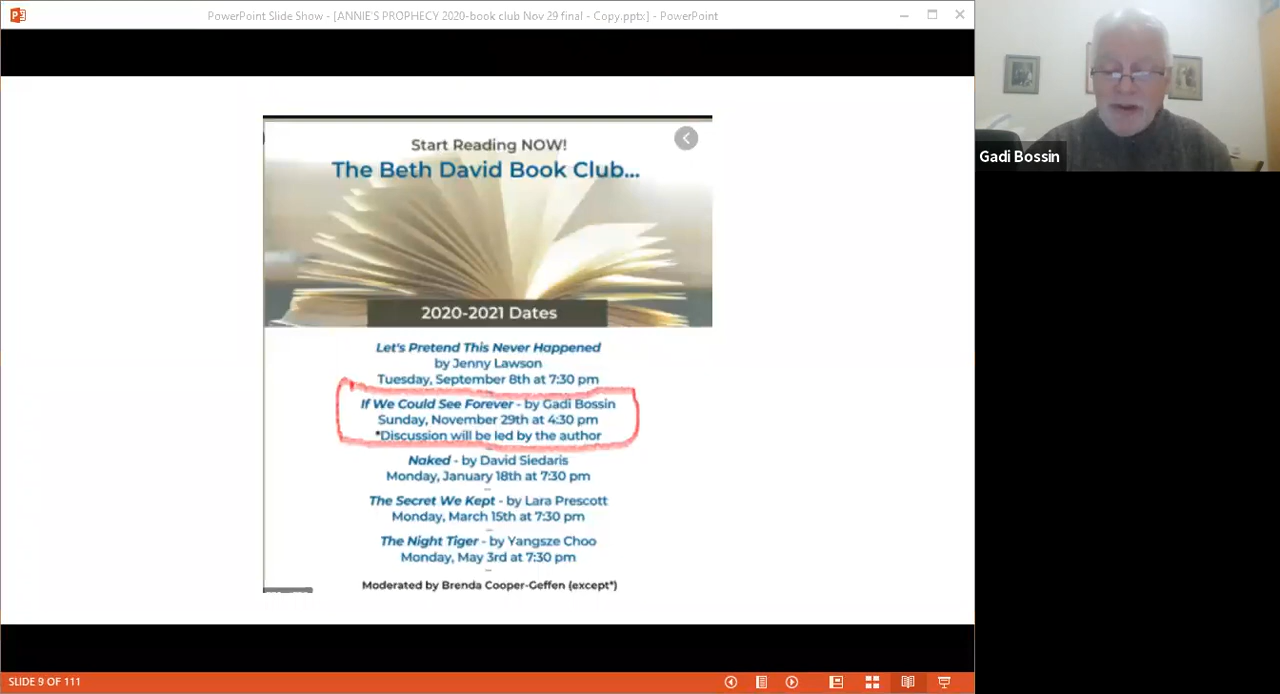 PowerPoint Slide Show - [ANNIE'S PROPHECY 2020-book club Nov 29 final - Copy.pptx] - PowerPoint
Start Reading NOW!
The Beth David Book Club...
2020-2021 Dates
Let's Pretend This Never Happened
by Jenny Lawson
Tuesday, September 8th at 7:30 pm
If We Could See Forever - by Gadi Bossin
Sunday, November 29th at 4:30 pm
*Discussion will be led by the author
Naked - by David Siedaris
Monday, January 18th at 7:30 pm
The Secret We Kept - by Lara Prescott
Monday, March 15th at 7:30 pm
The Night Tiger - by Yangsze Choo
Monday, May 3rd at 7:30 pm
Moderated by Brenda Cooper-Geffen (except*)
Gadi Bossin
SLIDE 9 OF 111